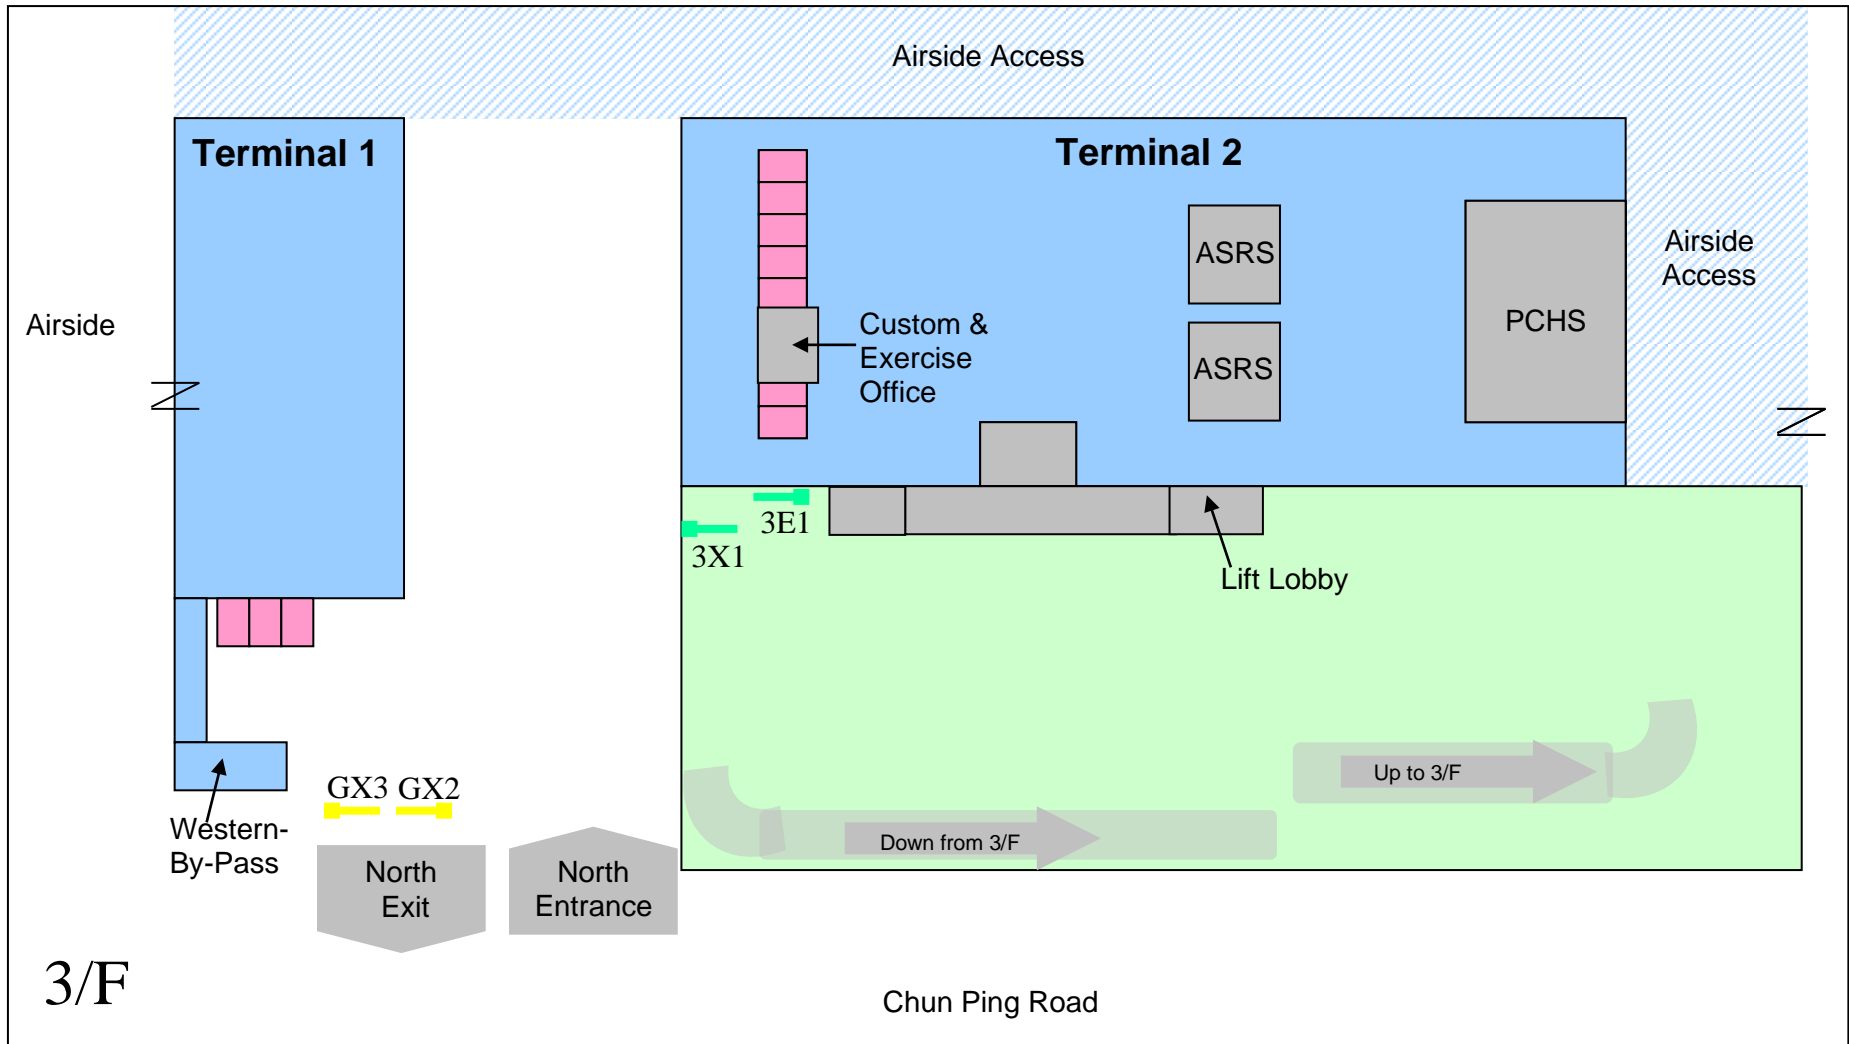 Airside Access
Terminal 1
Terminal 2
ASRS
Airside
Access
Airside
Custom &
Exercise
Office
PCHS
ASRS
3E1
3X1
Lift Lobby
Up to 3/F
GX3 GX2
Western-
By-Pass
Down from 3/F
North
Exit
North
Entrance
3/F
Chun Ping Road